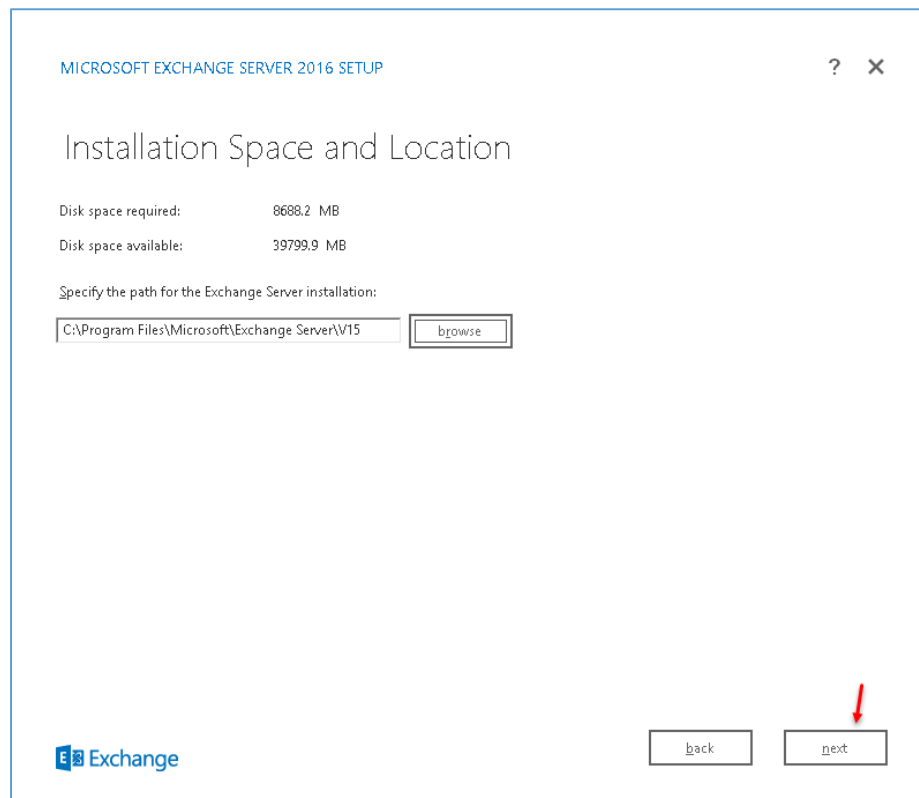 MICROSOFT EXCHANGE SERVER 2016 SETUP ?
Installation Space and Location
Disk space required: 8688.2 MB
Disk space available: 39799.9 MB
Specify the path for the Exchange Server installation:
C:\Program Files\Microsoft\Exchange Server\V15 browse
back next
E Exchange